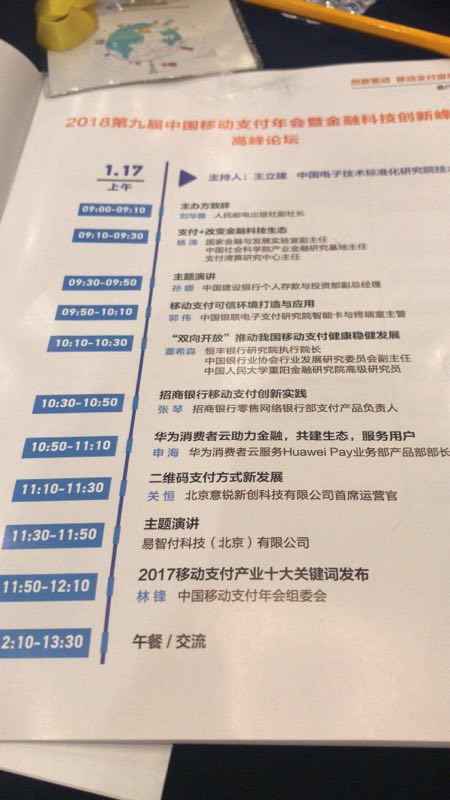 创新驱动 移动支付
2018第九届中国移动支付年会暨金融科技创新峰
高峰论坛
1.17
上午
主持人：王立建 中国电子技术标准化研究院技
09:00-09:10
主办方致辞
刘华鲁 人民邮电出版社副社长
09:10-09:30
支付+改变金融科技生态
杨涛 国家金融与发展实验室副主任
中国社会科学院产业金融研究基地主任
支付清算研究中心主任
09:30-09:50
主题演讲
孙娜 中国建设银行个人存款与投资部副总经理
09:50-10:10
移动支付可信环境打造与应用
郭伟 中国银联电子支付研究院智能卡与终端室主管
10:10-10:30
“双向开放”推动我国移动支付健康稳健发展
董希淼 恒丰银行研究院执行院长
中国银行业协会行业发展研究委员会副主任
中国人民大学重阳金融研究院高级研究员
10:30-10:50
招商银行移动支付创新实践
张琴 招商银行零售网络银行部支付产品负责人
10:50-11:10
华为消费者云助力金融，共建生态，服务用户
申海 华为消费者云服务Huawei Pay业务部产品部部长
11:10-11:30
二维码支付方式新发展
关恒 北京意锐新创科技有限公司首席运营官
11:30-11:50
主题演讲
易智付科技（北京）有限公司
11:50-12:10
2017移动支付产业十大关键词发布
林锋 中国移动支付年会组委会
2:10-13:30
午餐/交流